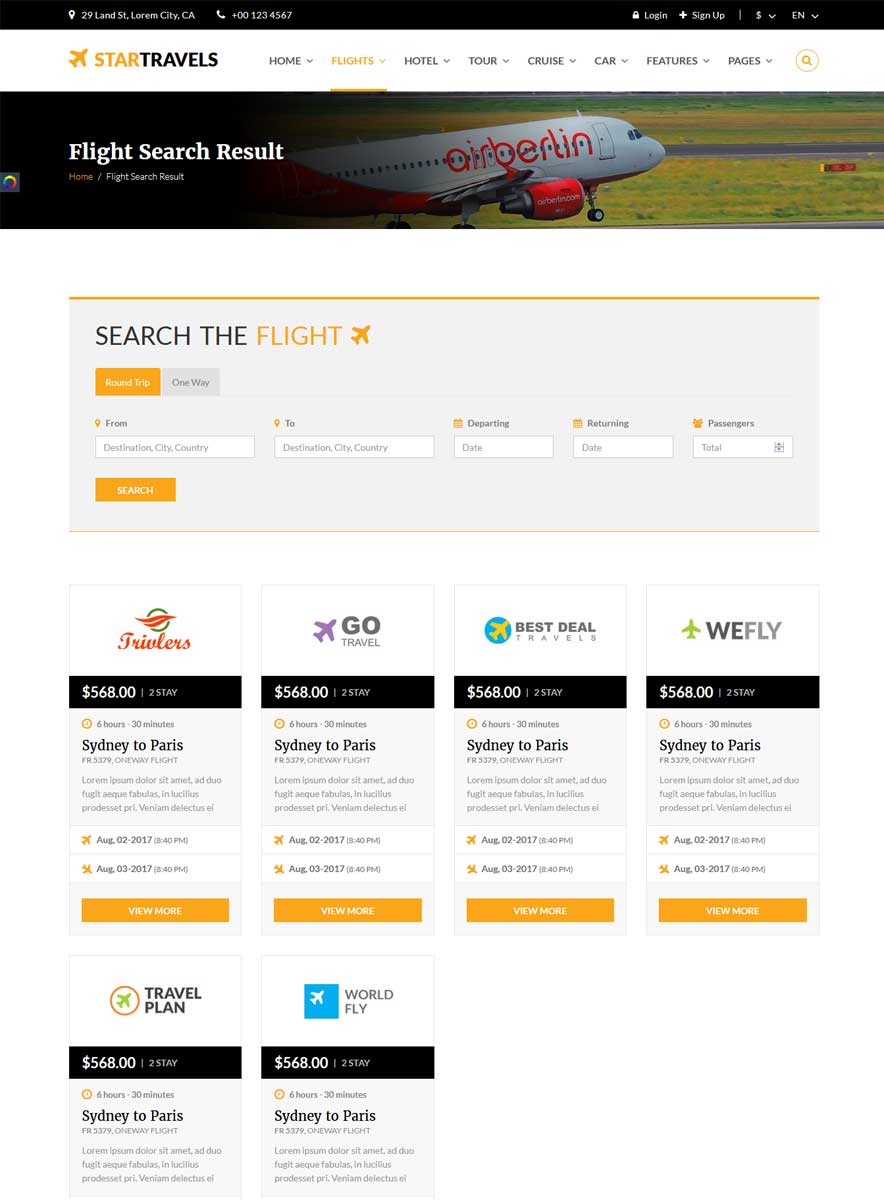 29 Land St, Lorem City, CA +00 123 4567 Login Sign Up | $ EN
STARTRAVELS HOME FLIGHTS HOTEL TOUR CRUISE CAR FEATURES PAGES
airberlin
airberlin.com
Flight Search Result
Home / Flight Search Result
SEARCH THE FLIGHT
Round Trip One Way
From To Departing Returning Passengers
Destination, City, Country Destination, City, Country Date Date Total
SEARCH
Trivlers
GO
TRAVEL
BEST DEAL
TRAVELS
WEFLY
$568.00 | 2 STAY $568.00 | 2 STAY $568.00 | 2 STAY $568.00 | 2 STAY
6 hours - 30 minutes 6 hours - 30 minutes 6 hours - 30 minutes 6 hours - 30 minutes
Sydney to Paris Sydney to Paris Sydney to Paris Sydney to Paris
FR 5379, ONEWAY FLIGHT FR 5379, ONEWAY FLIGHT FR 5379, ONEWAY FLIGHT FR 5379, ONEWAY FLIGHT
Lorem ipsum dolor sit amet, ad duo Lorem ipsum dolor sit amet, ad duo Lorem ipsum dolor sit amet, ad duo Lorem ipsum dolor sit amet, ad duo
fugit aeque fabulas, in lucilius fugit aeque fabulas, in lucilius fugit aeque fabulas, in lucilius fugit aeque fabulas, in lucilius
prodesset pri. Veniam delectus ei prodesset pri. Veniam delectus ei prodesset pri. Veniam delectus ei prodesset pri. Veniam delectus ei
Aug, 02-2017 (8:40 PM) Aug, 02-2017 (8:40 PM) Aug, 02-2017 (8:40 PM) Aug, 02-2017 (8:40 PM)
Aug, 03-2017 (8:40 PM) Aug, 03-2017 (8:40 PM) Aug, 03-2017 (8:40 PM) Aug, 03-2017 (8:40 PM)
VIEW MORE VIEW MORE VIEW MORE VIEW MORE
TRAVEL
PLAN
WORLD
FLY
$568.00 | 2 STAY $568.00 | 2 STAY
6 hours - 30 minutes 6 hours - 30 minutes
Sydney to Paris Sydney to Paris
FR 5379, ONEWAY FLIGHT FR 5379, ONEWAY FLIGHT
Lorem ipsum dolor sit amet, ad duo Lorem ipsum dolor sit amet, ad duo
fugit aeque fabulas, in lucilius fugit aeque fabulas, in lucilius
prodesset pri. Veniam delectus ei prodesset pri. Veniam delectus ei